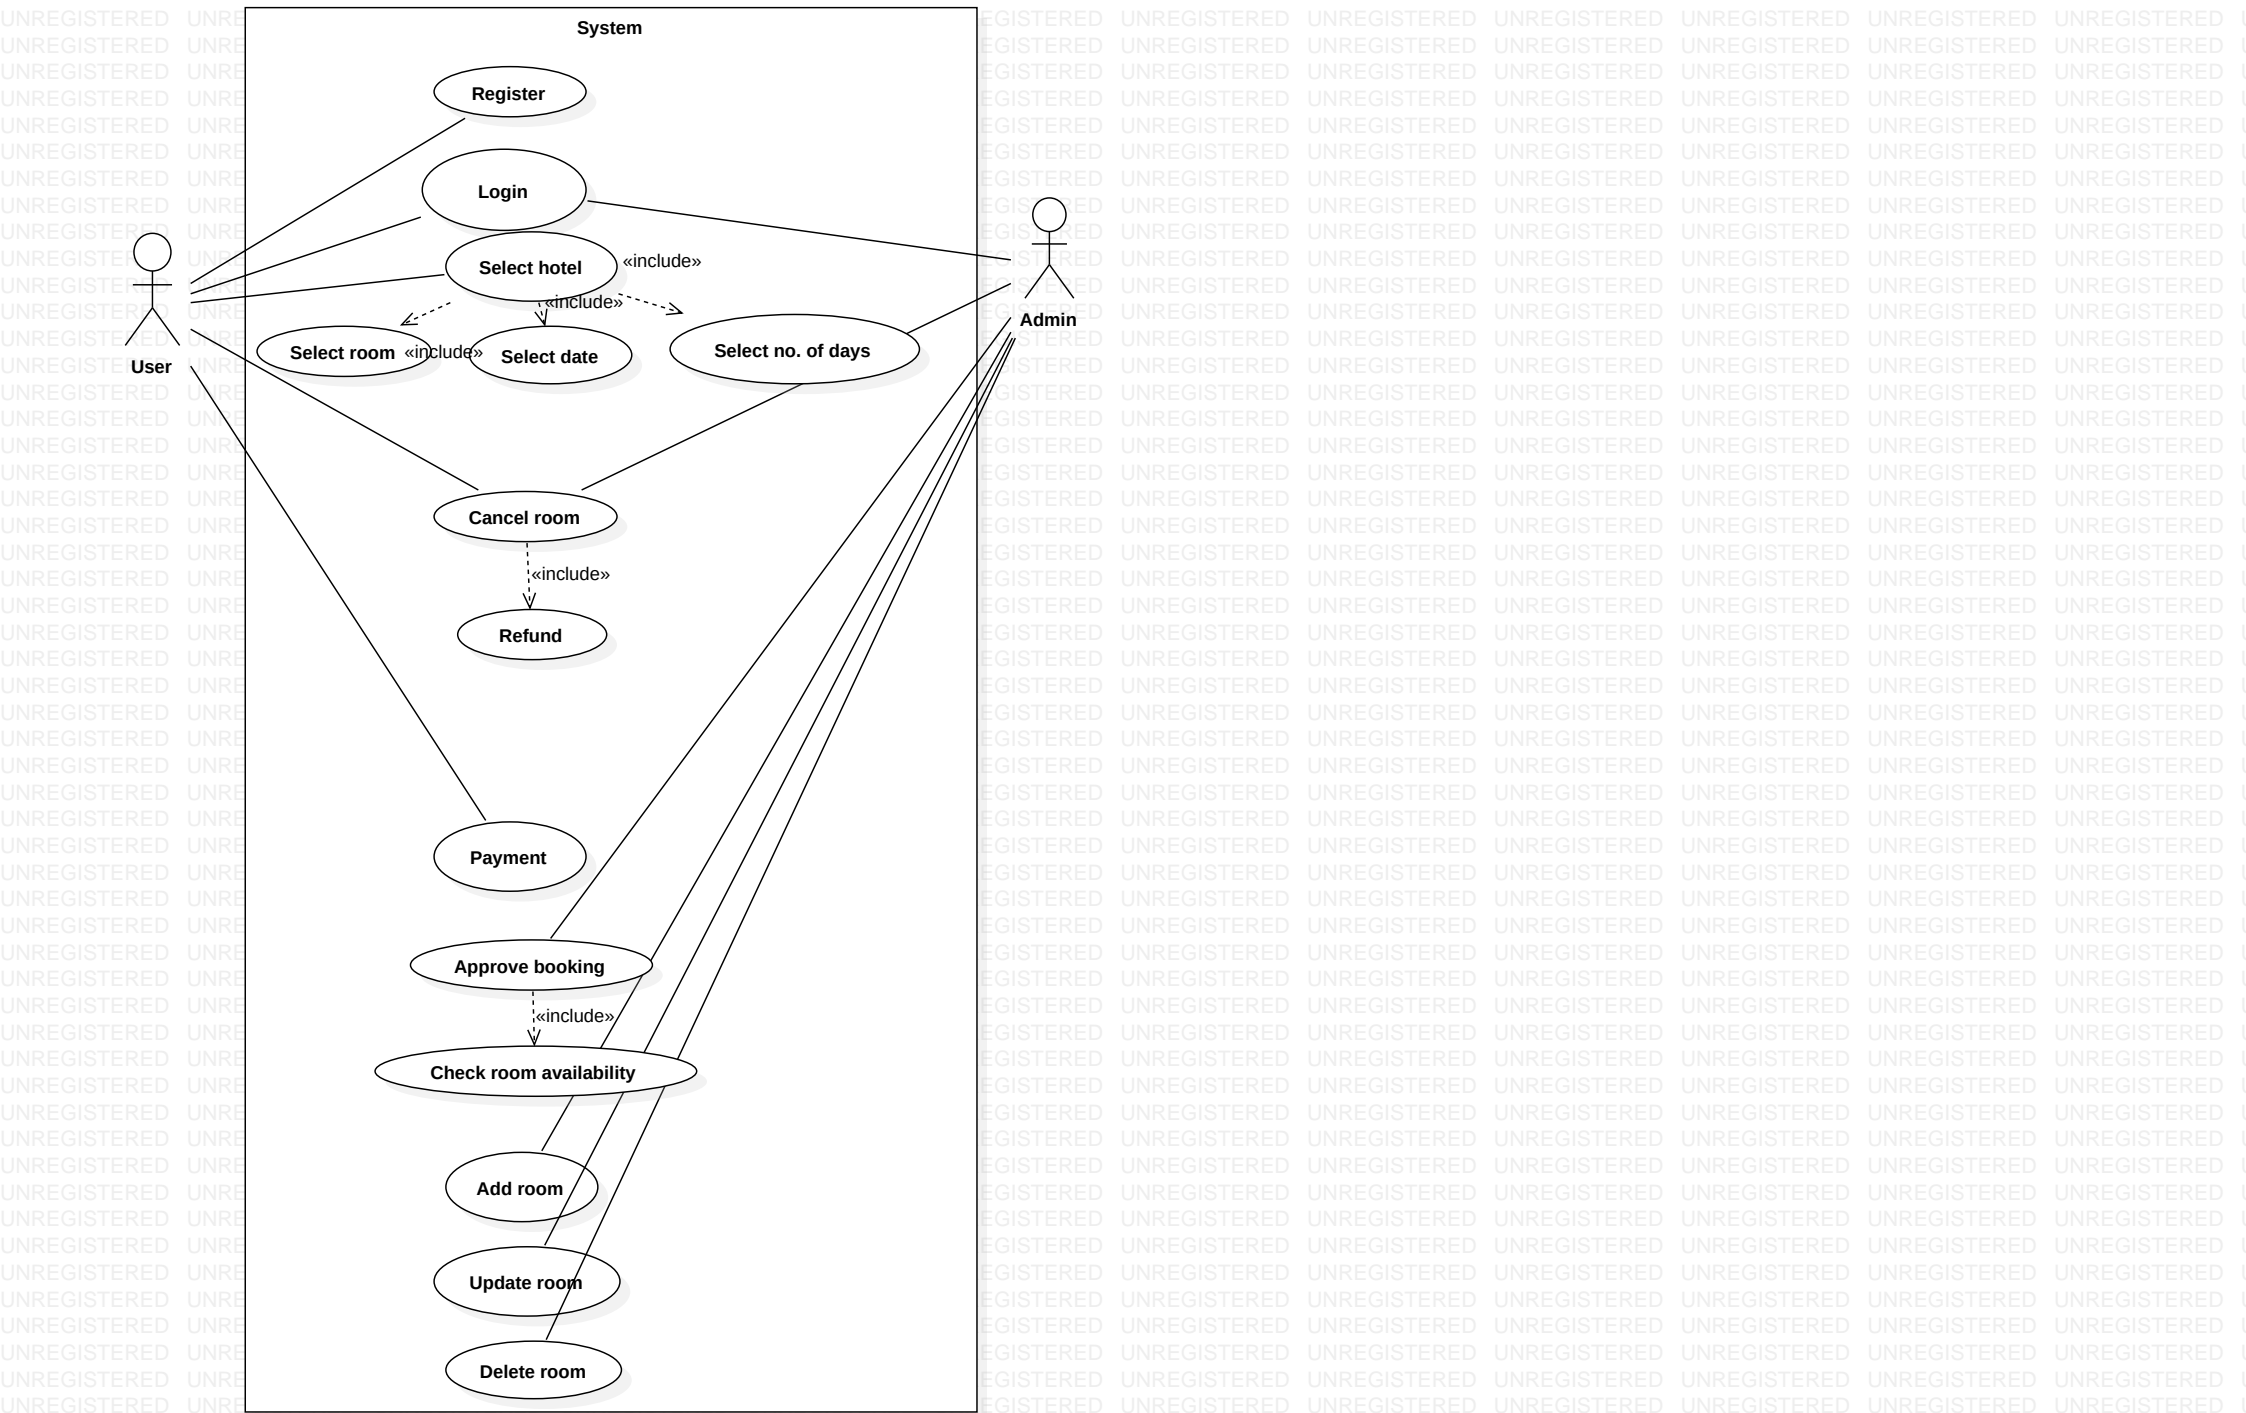 System
Register
Login
Select hotel
«include»
«include»
Select room
«include»
Select date
Select no. of days
User
Admin
Cancel room
«include»
Refund
Payment
Approve booking
«include»
Check room availability
Add room
Update room
Delete room
UNREGISTERED